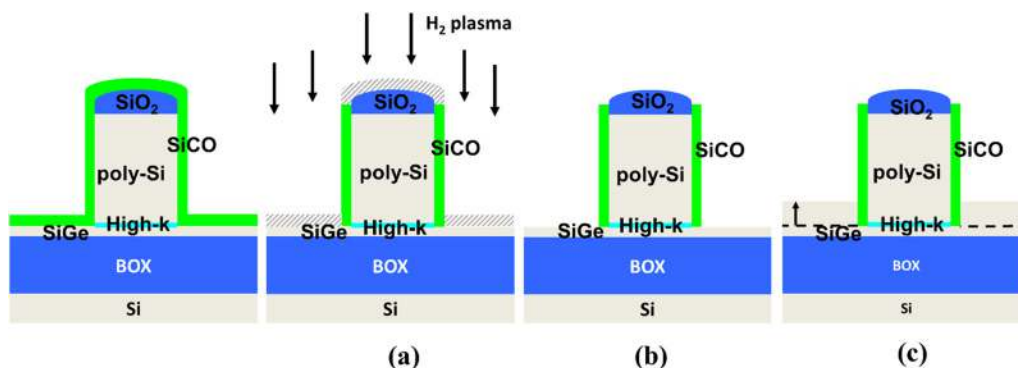 SiO2
SiCO
poly-Si
High-k
SiGe
BOX
Si
H2 plasma
SiO2
SiCO
poly-Si
High-k
SiGe
BOX
Si
(a)
SiO2
SiCO
poly-Si
High-k
SiGe
BOX
Si
(b)
SiO2
SiCO
poly-Si
High-k
SiGe
BOX
Si
(c)